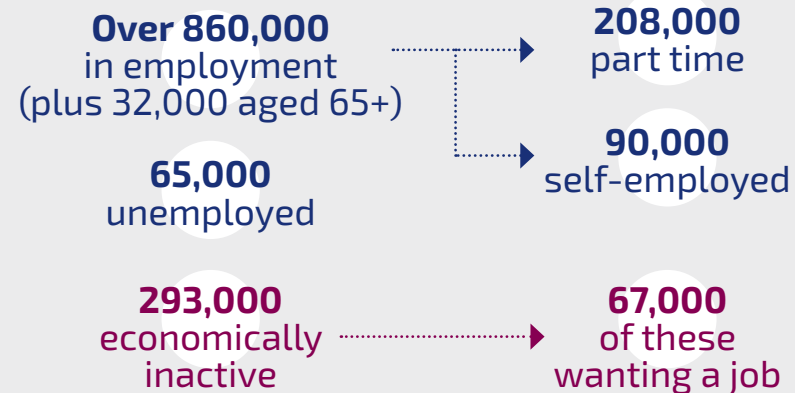 Over 860,000
in employment
(plus 32,000 aged 65+)
208,000
part time
90,000
self-employed
65,000
unemployed
293,000
economically
inactive
67,000
of these
wanting a job